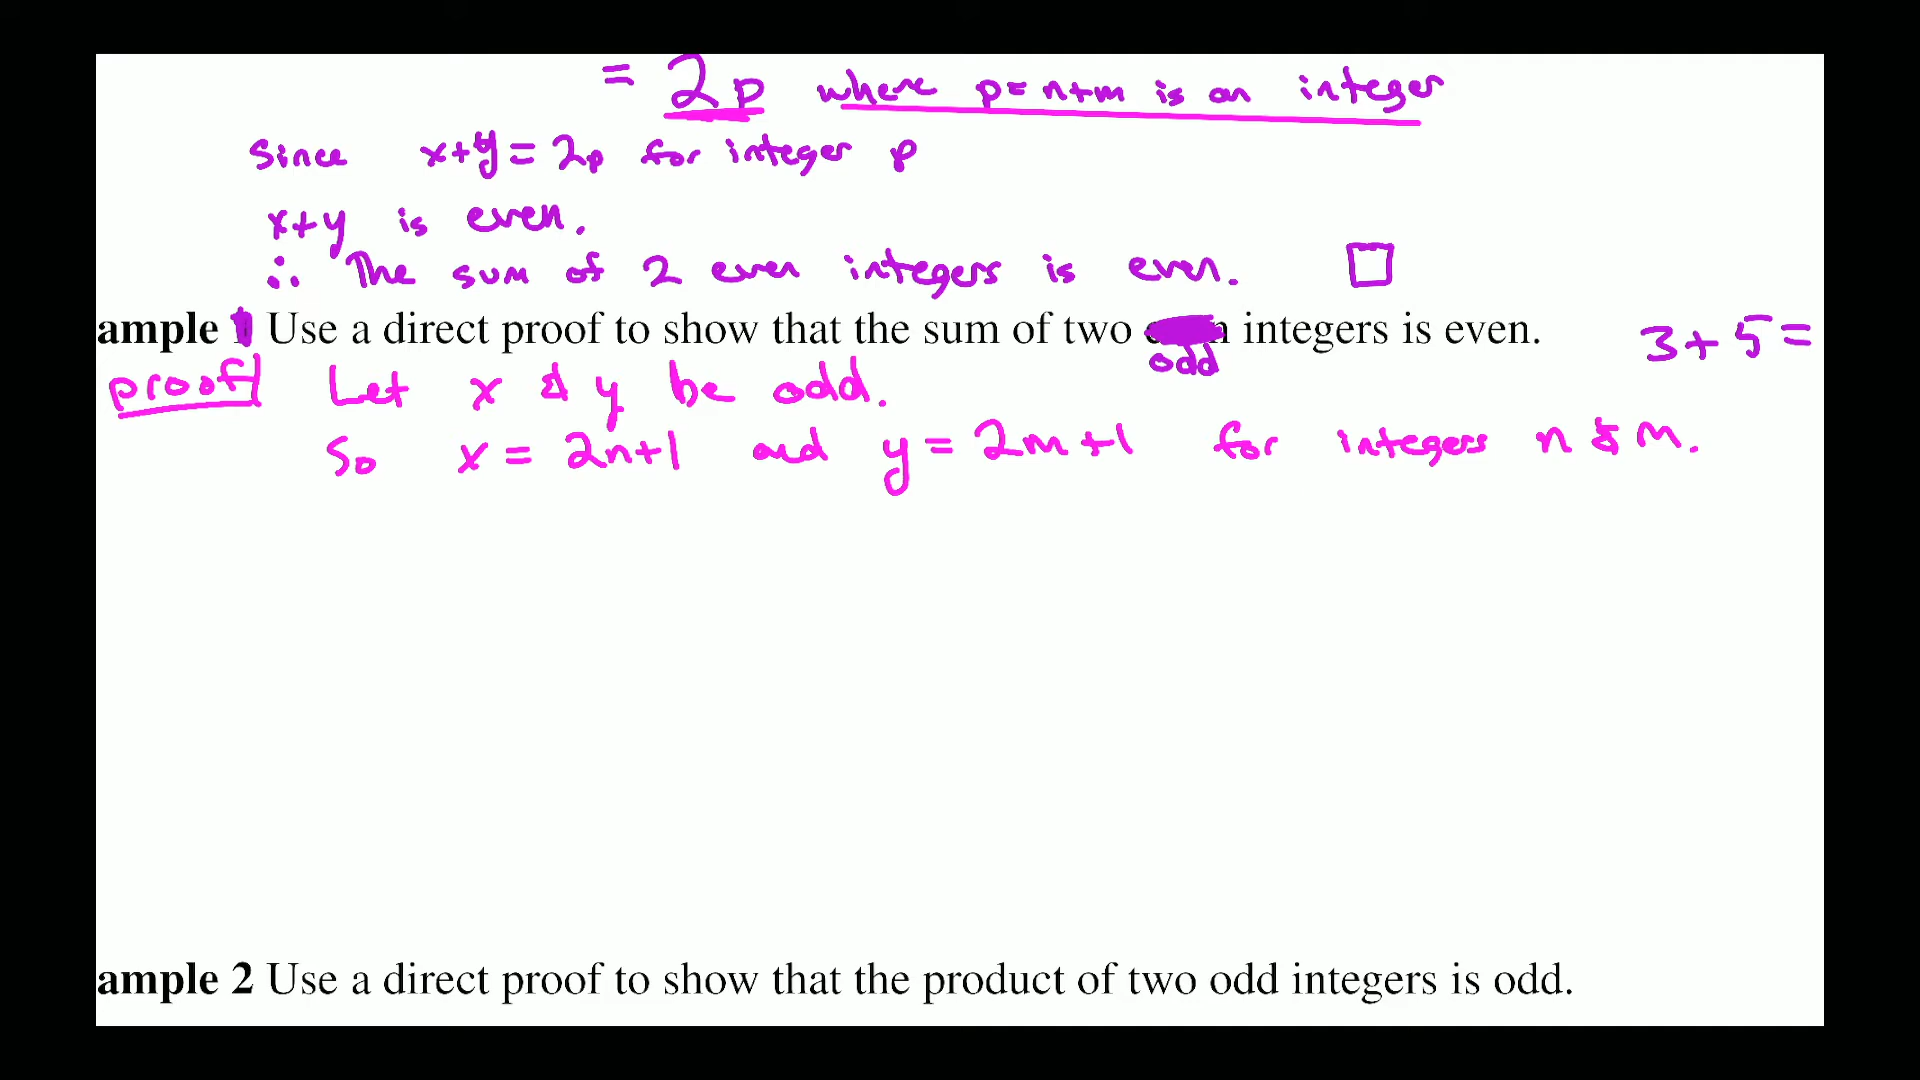 = 2p where p = n+m is an integer
Since x+y = 2p for integer p
x+y is even.
∴ The sum of 2 even integers is even. □
ample Use a direct proof to show that the sum of two odd integers is even. 3+5=
proof Let x & y be odd.
So x = 2n+1 and y = 2m+1 for integers n & m.
ample 2 Use a direct proof to show that the product of two odd integers is odd.